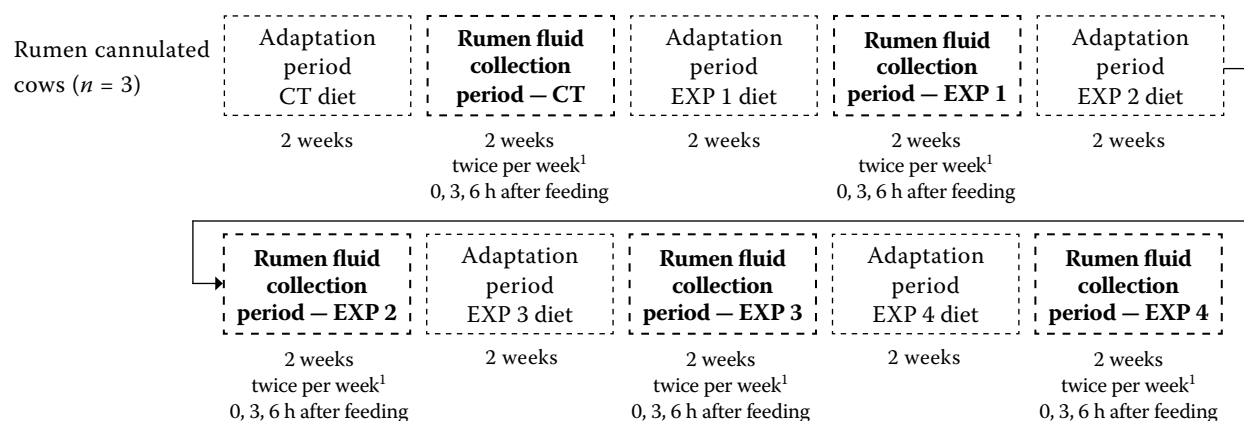 Rumen cannulated
cows (n = 3)
Adaptation
period
CT diet
2 weeks
Rumen fluid
collection
period — CT
2 weeks
twice per week¹
0, 3, 6 h after feeding
Adaptation
period
EXP 1 diet
2 weeks
Rumen fluid
collection
period — EXP 1
2 weeks
twice per week¹
0, 3, 6 h after feeding
Adaptation
period
EXP 2 diet
2 weeks
Rumen fluid
collection
period — EXP 2
2 weeks
twice per week¹
0, 3, 6 h after feeding
Adaptation
period
EXP 3 diet
2 weeks
Rumen fluid
collection
period — EXP 3
2 weeks
twice per week¹
0, 3, 6 h after feeding
Adaptation
period
EXP 4 diet
2 weeks
Rumen fluid
collection
period — EXP 4
2 weeks
twice per week¹
0, 3, 6 h after feeding